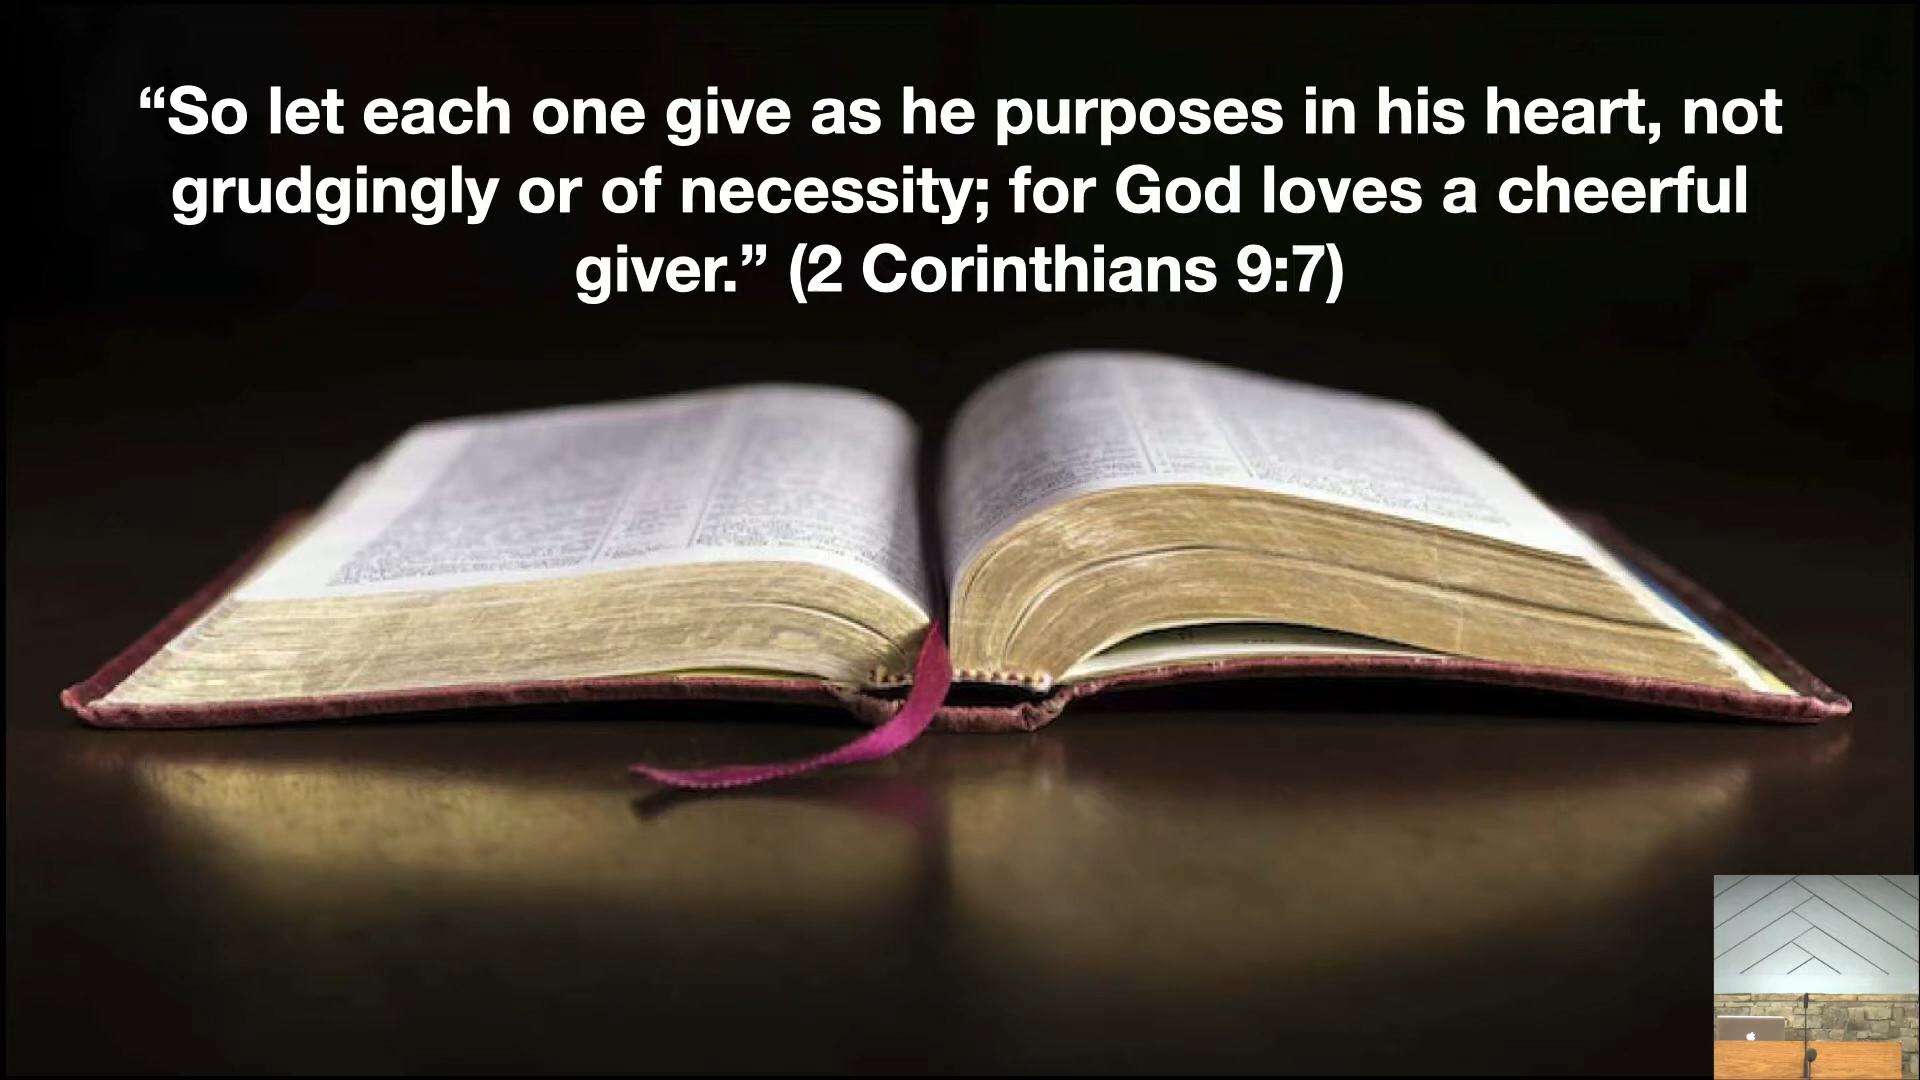 “So let each one give as he purposes in his heart, not
grudgingly or of necessity; for God loves a cheerful
giver.” (2 Corinthians 9:7)